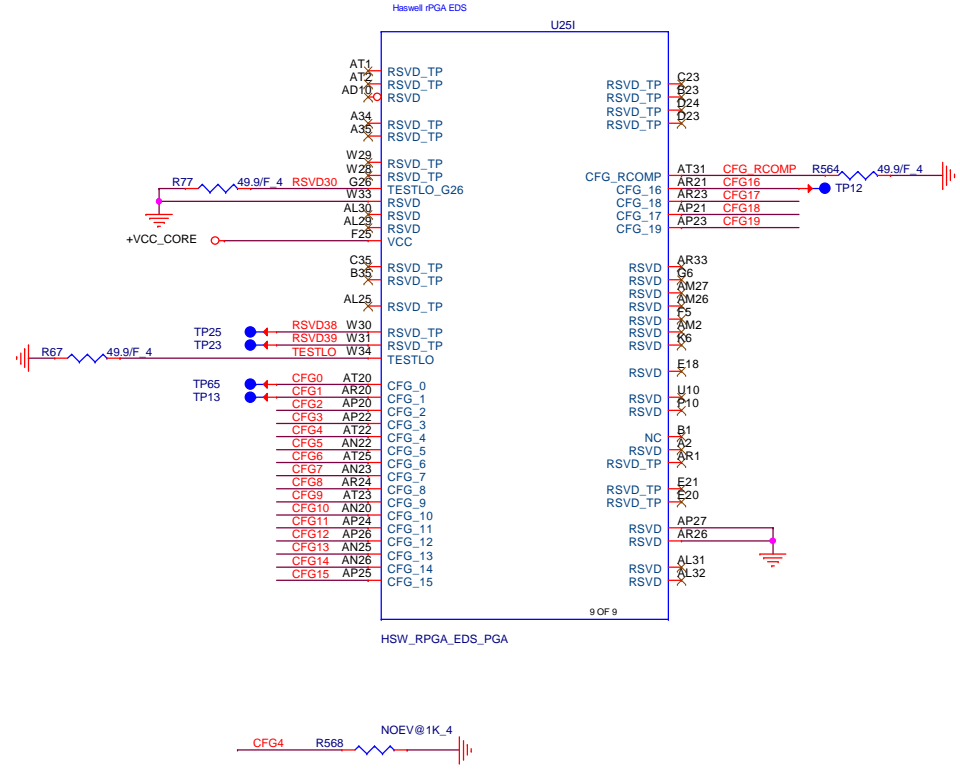 Haswell rPGA EDS
U25I
AT1 RSVD_TP
AT2 RSVD_TP
AD10 RSVD
A34 RSVD_TP
A35 RSVD_TP
W29 RSVD_TP
W28 RSVD_TP
R77 49.9/F_4 RSVD30 G26 TESTLO_G26
W33 RSVD
AL30 RSVD
AL29 RSVD
+VCC_CORE F25 VCC
C35 RSVD_TP
B35 RSVD_TP
AL25 RSVD_TP
TP25 RSVD38 W30 RSVD_TP
TP23 RSVD39 W31 RSVD_TP
R67 49.9/F_4 TESTLO W34 TESTLO
TP65 CFG0 AT20 CFG_0
TP13 CFG1 AR20 CFG_1
CFG2 AP20 CFG_2
CFG3 AP22 CFG_3
CFG4 AT22 CFG_4
CFG5 AN22 CFG_5
CFG6 AT25 CFG_6
CFG7 AN23 CFG_7
CFG8 AR24 CFG_8
CFG9 AT23 CFG_9
CFG10 AN20 CFG_10
CFG11 AP24 CFG_11
CFG12 AP26 CFG_12
CFG13 AN25 CFG_13
CFG14 AN26 CFG_14
CFG15 AP25 CFG_15
RSVD_TP C23
RSVD_TP B23
RSVD_TP D24
RSVD_TP D23
CFG_RCOMP AT31 CFG_RCOMP R564 49.9/F_4
CFG_16 AR21 CFG16 TP12
CFG_18 AR23 CFG17
CFG_17 AP21 CFG18
CFG_19 AP23 CFG19
RSVD AR33
RSVD G6
RSVD AM27
RSVD AM26
RSVD F5
RSVD AM2
RSVD K6
RSVD E18
RSVD U10
RSVD P10
NC B1
RSVD A2
RSVD_TP AR1
RSVD_TP E21
RSVD_TP E20
RSVD AP27
RSVD AR26
RSVD AL31
RSVD AL32
9 OF 9
HSW_RPGA_EDS_PGA
NOEV@1K_4
CFG4 R568